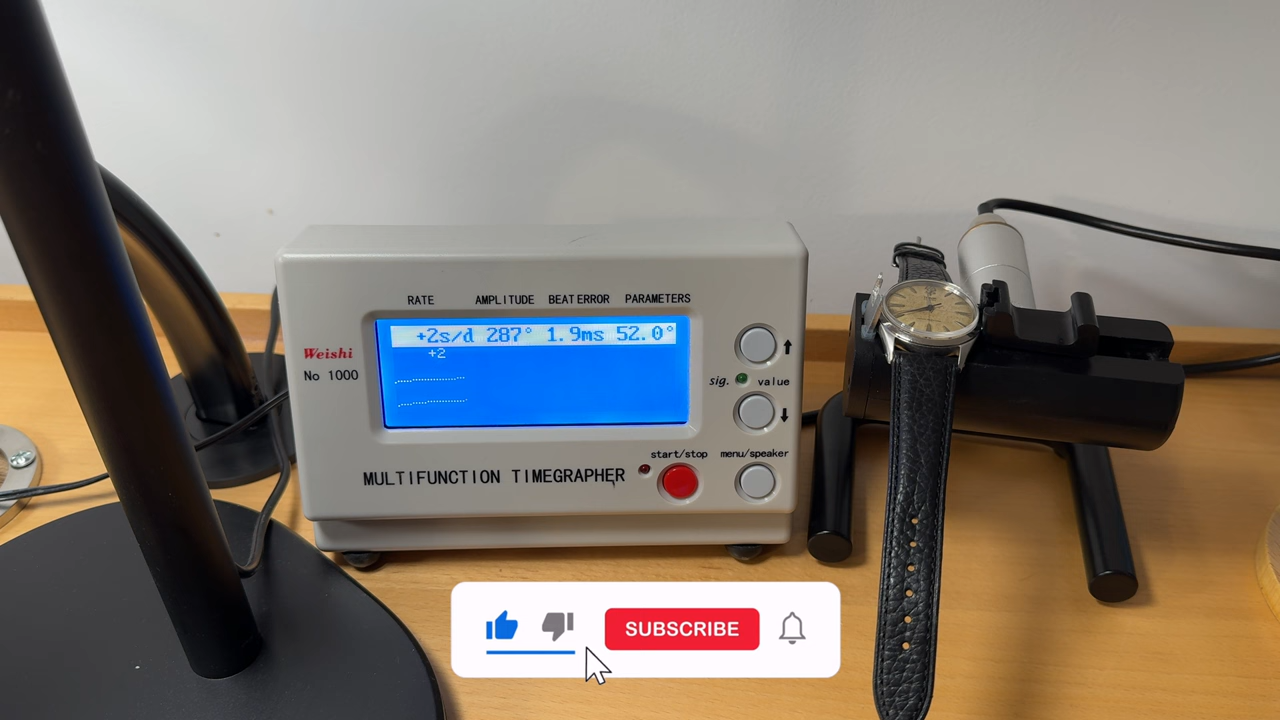 RATE AMPLITUDE BEAT ERROR PARAMETERS
+2s/d 287° 1.9ms 52.0°
+2
Weishi
No 1000
sig. value
start/stop menu/speaker
MULTIFUNCTION TIMEGRAPHER
SUBSCRIBE